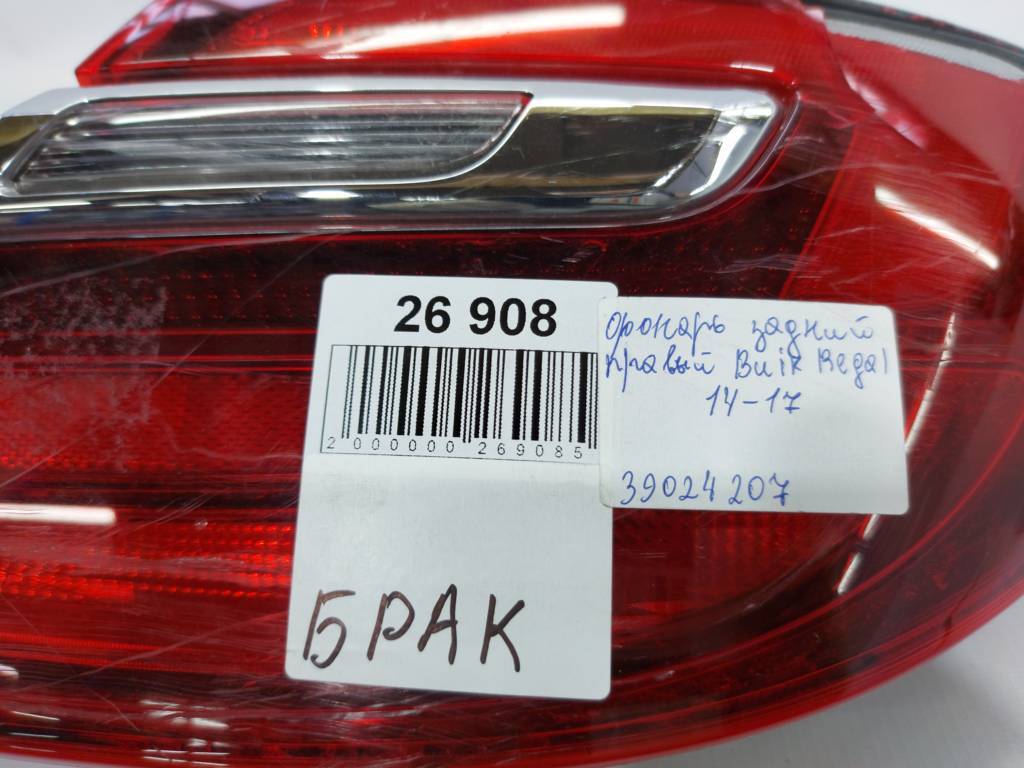 26 908
2 000000 269085
БРАК
Фонарь задний
правый Buik Regal
14-17
39024207